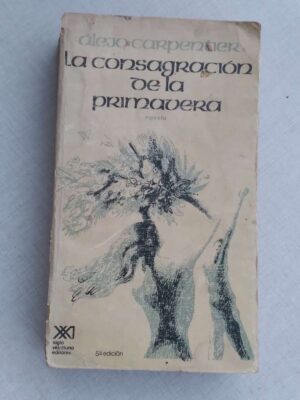 alejo carpentier
la consagración
de la
primavera
novela
siglo
veintiuno
editores
5ª edición